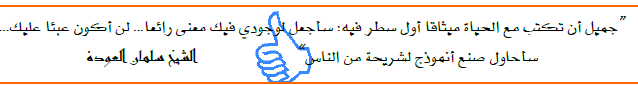 "جميل أن تكتب مع الحياة ميثاقا أول سطر فيه: سأجعل لوجودي فيك معنى رائعا... لن أكون عبئا عليك...
سأحاول صنع أنموذج لشريحة من الناس" الشيخ سلمان العودة